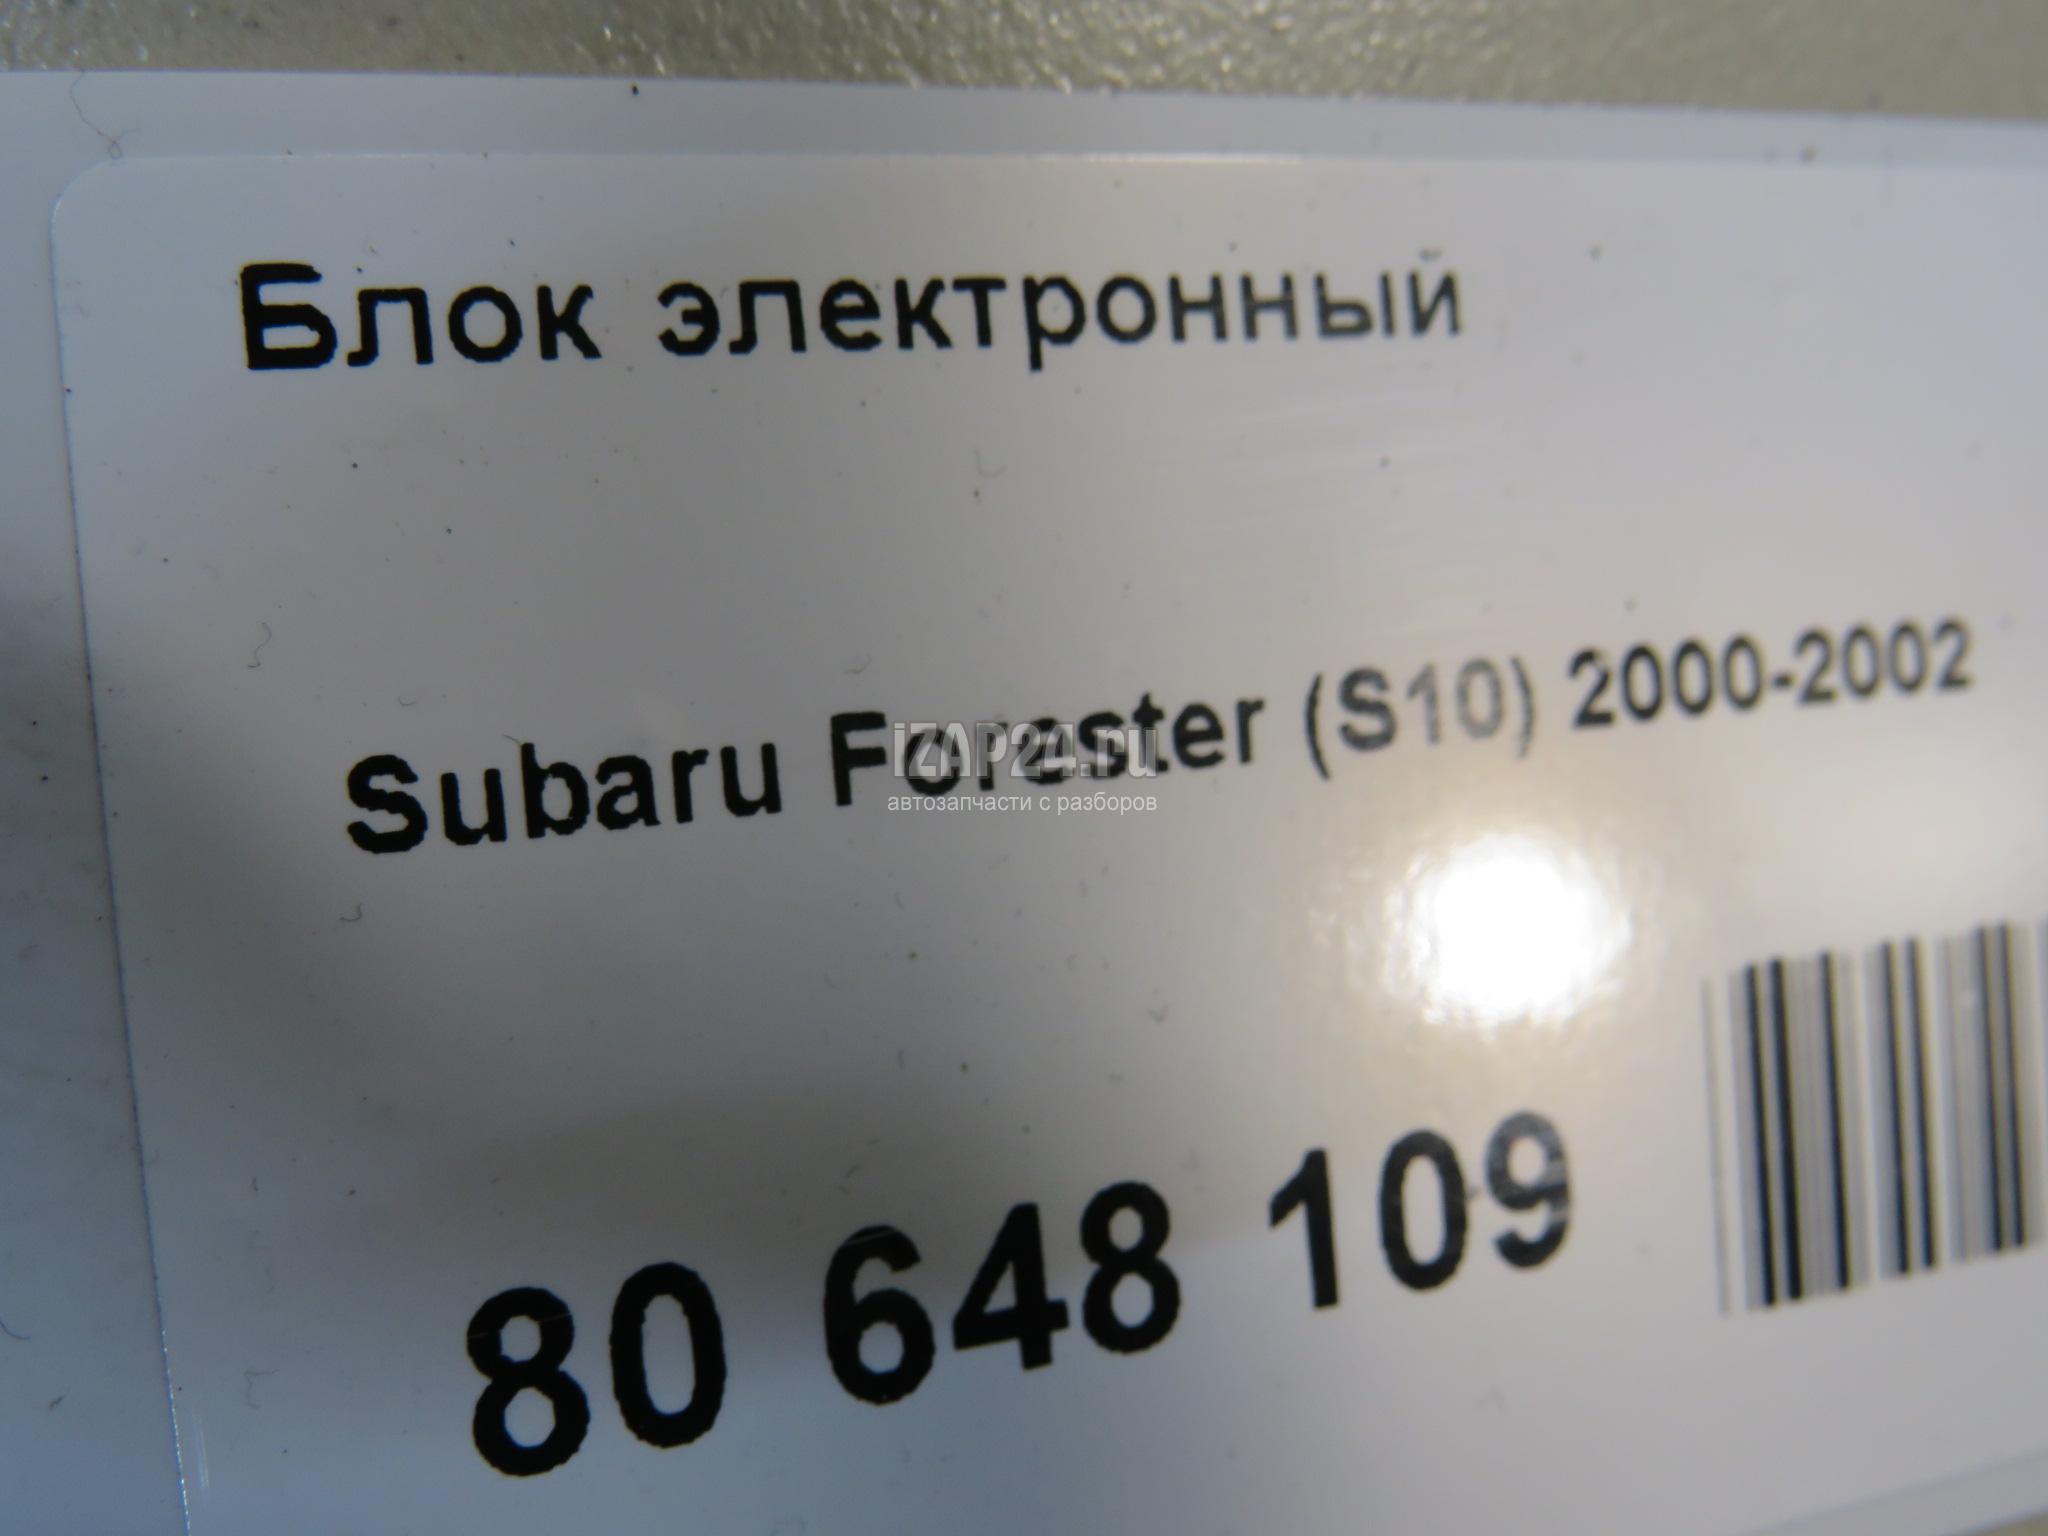 Блок электронный
Subaru Forester (S10) 2000-2002
iZAP24.ru
автозапчасти с разборов
80 648 109